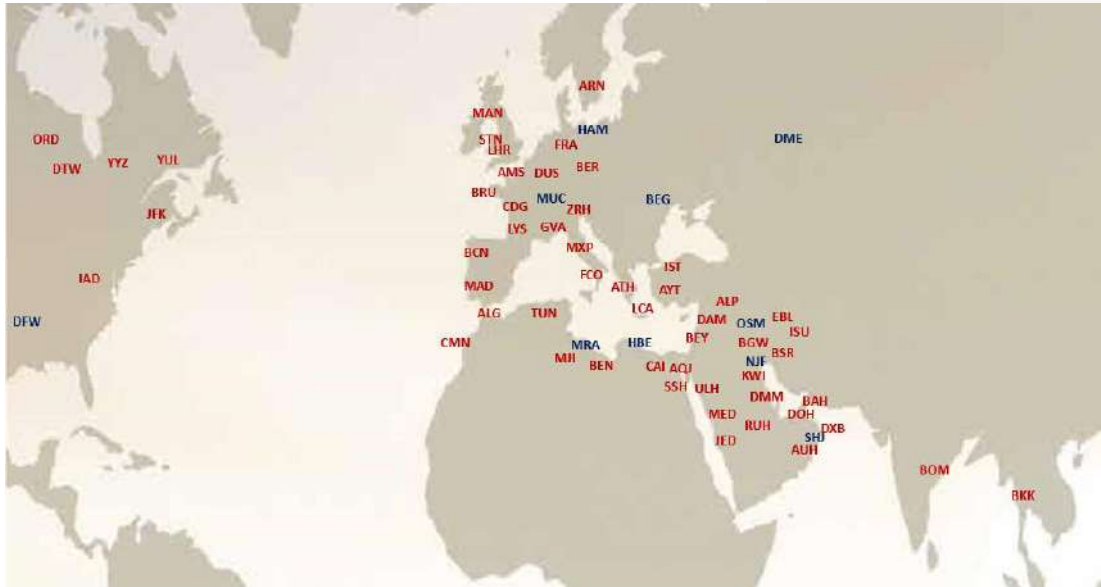 ARN
MAN
HAM
DME
ORD
STN
LHR
FRA
DTW
YYZ
YUL
AMS
DUS
BER
BRU
MUC
BEG
JFK
CDG
ZRH
LYS
GVA
BCN
MXP
IAD
FCO
IST
MAD
ATH
AYT
DFW
ALG
TUN
LCA
ALP
DAM
OSM
EBL
ISU
CMN
MRA
HBE
BEY
BGW
BSR
MJI
BEN
CAI
AQJ
NJF
KWI
SSH
ULH
DMM
BAH
MED
DOH
RUH
DXB
JED
SHJ
AUH
BOM
BKK